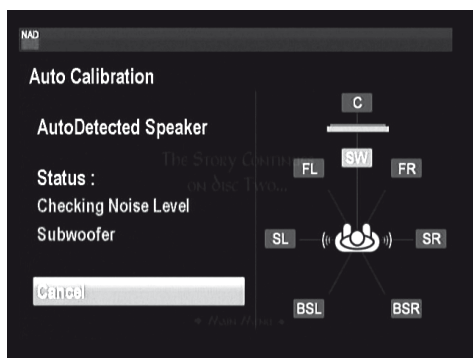 NAD
Auto Calibration
AutoDetected Speaker
Status :
Checking Noise Level
Subwoofer
Cancel
C
SW
FL
FR
SL
SR
BSL
BSR
The Story Continues
on Disc Two...